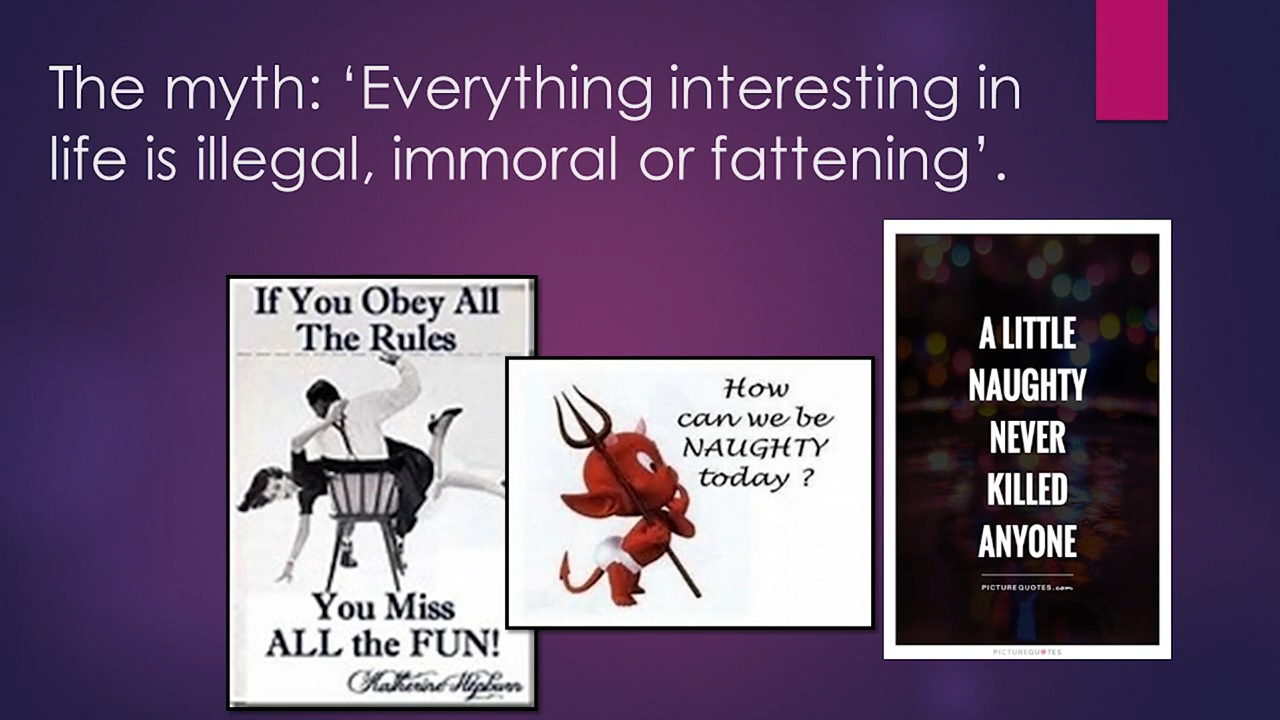 The myth: ‘Everything interesting in
life is illegal, immoral or fattening’.
If You Obey All
The Rules
You Miss
ALL the FUN!
Katharine Hepburn
How
can we be
NAUGHTY
today ?
A LITTLE
NAUGHTY
NEVER
KILLED
ANYONE
PICTUREQUOTES.com
PICTUREQUOTES